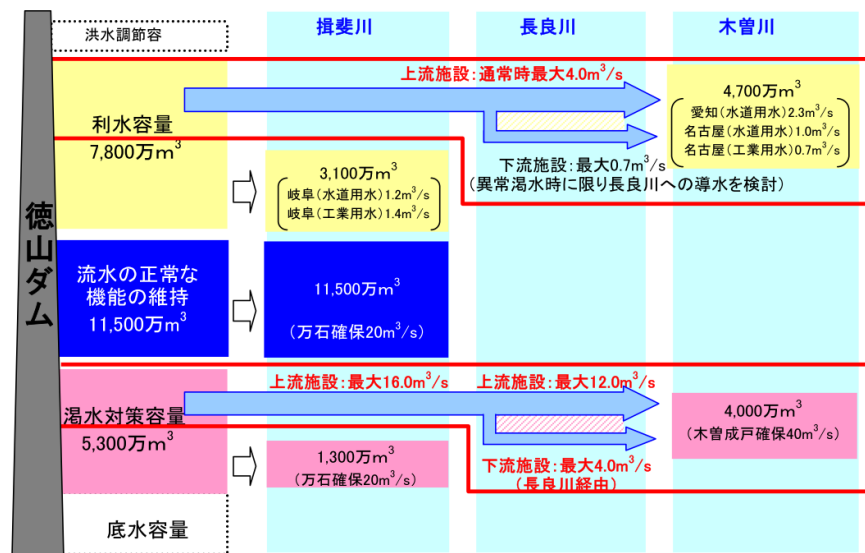 洪水調節容
揖斐川
長良川
木曽川
上流施設：通常時最大4.0m³/s
利水容量
7,800万m³
4,700万m³
愛知（水道用水）2.3m³/s
名古屋（水道用水）1.0m³/s
名古屋（工業用水）0.7m³/s
下流施設：最大0.7m³/s
（異常渇水時に限り長良川への導水を検討）
3,100万m³
岐阜（水道用水）1.2m³/s
岐阜（工業用水）1.4m³/s
徳山ダム
流水の正常な
機能の維持
11,500万m³
11,500万m³
（万石確保20m³/s）
上流施設：最大16.0m³/s
上流施設：最大12.0m³/s
渇水対策容量
5,300万m³
4,000万m³
（木曽成戸確保40m³/s）
1,300万m³
（万石確保20m³/s）
下流施設：最大4.0m³/s
（長良川経由）
底水容量